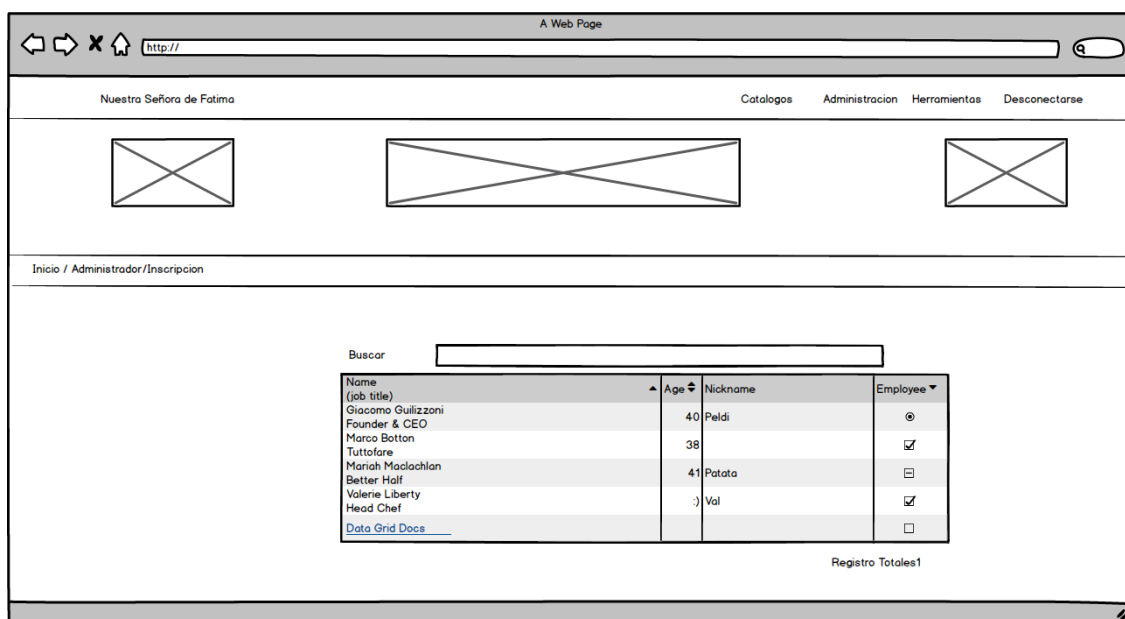 A Web Page
http://
Nuestra Señora de Fatima
Catalogos Administracion Herramientas Desconectarse
Inicio / Administrador/Inscripcion
Buscar
Name
(job title)
Age Nickname Employee
Giacomo Guilizzoni
Founder & CEO
40 Peldi
Marco Botton
Tuttofare
38
Mariah Maclachlan
Better Half
41 Patata
Valerie Liberty
Head Chef
:) Val
Data Grid Docs
Registro Totales1